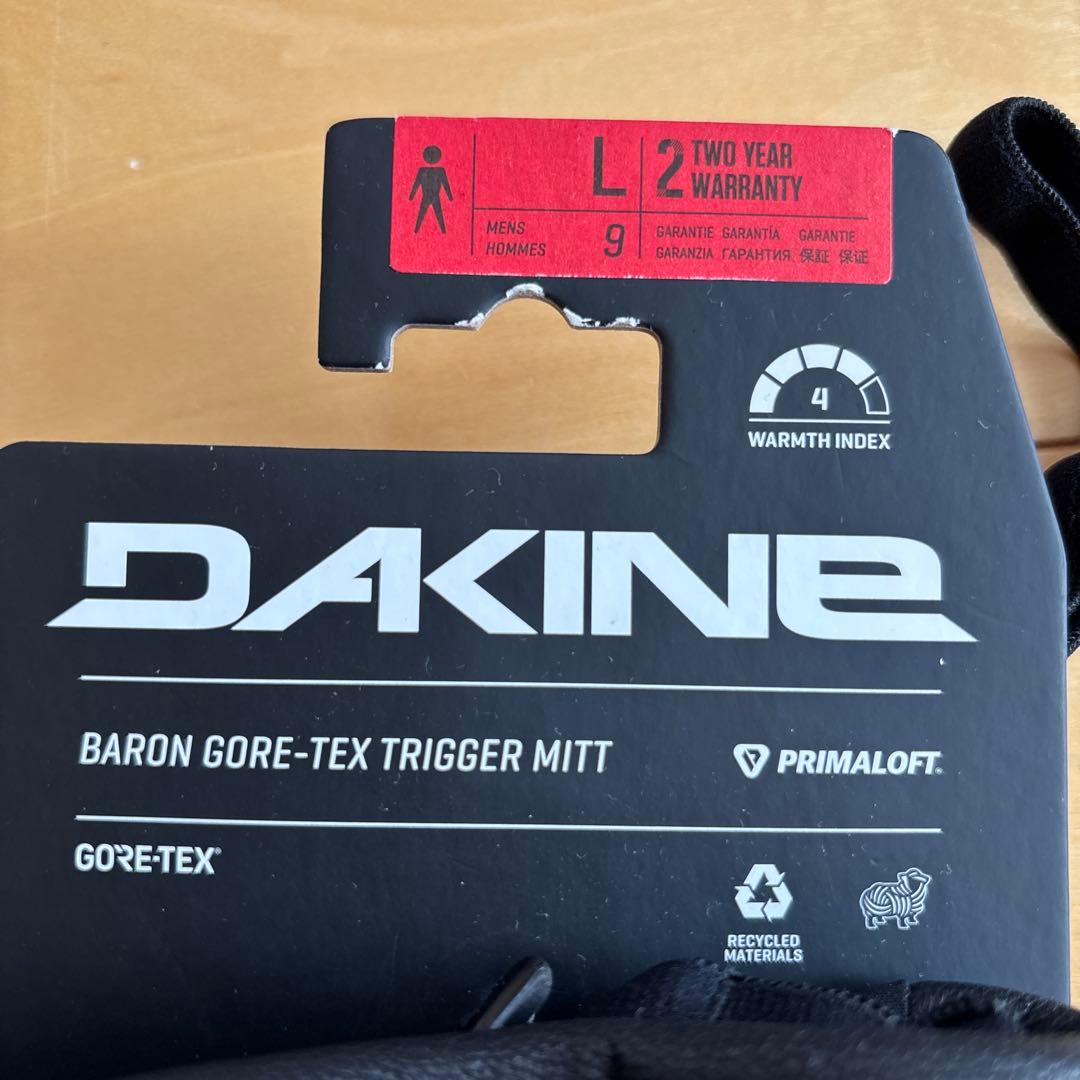 L
MENS
HOMMES
9
2 TWO YEAR
WARRANTY
GARANTIE GARANTÍA GARANTIE
GARANZIA ГАРАНТИЯ 保証 保证
4
WARMTH INDEX
DAKINE
BARON GORE-TEX TRIGGER MITT
PRIMALOFT®
GORE-TEX®
RECYCLED
MATERIALS